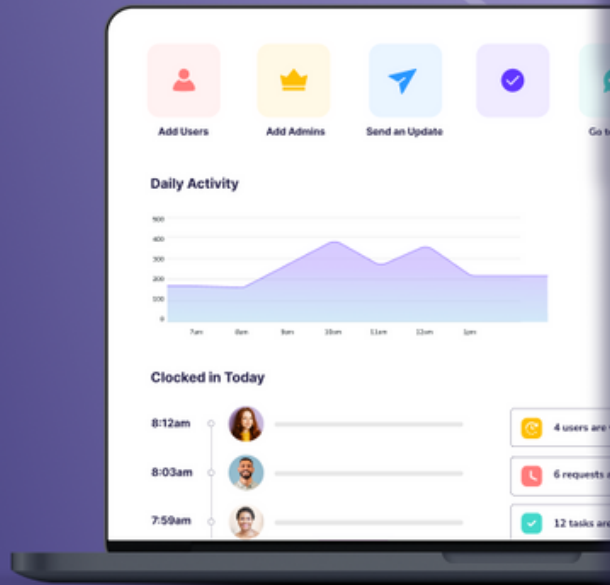 Add Users
Add Admins
Send an Update
Go to
Daily Activity
500
400
300
200
100
0
7am 8am 9am 10am 11am 12am 1pm
Clocked in Today
8:12am
4 users are
8:03am
6 requests
7:59am
12 tasks are